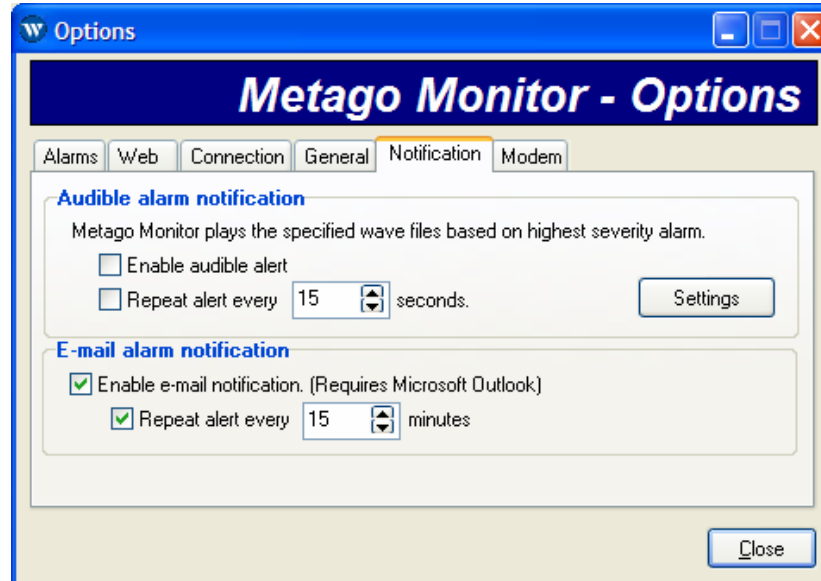 Options
Metago Monitor - Options
Alarms Web Connection General Notification Modem
Audible alarm notification
Metago Monitor plays the specified wave files based on highest severity alarm.
Enable audible alert
Repeat alert every 15 seconds. Settings
E-mail alarm notification
Enable e-mail notification. (Requires Microsoft Outlook)
Repeat alert every 15 minutes
Close